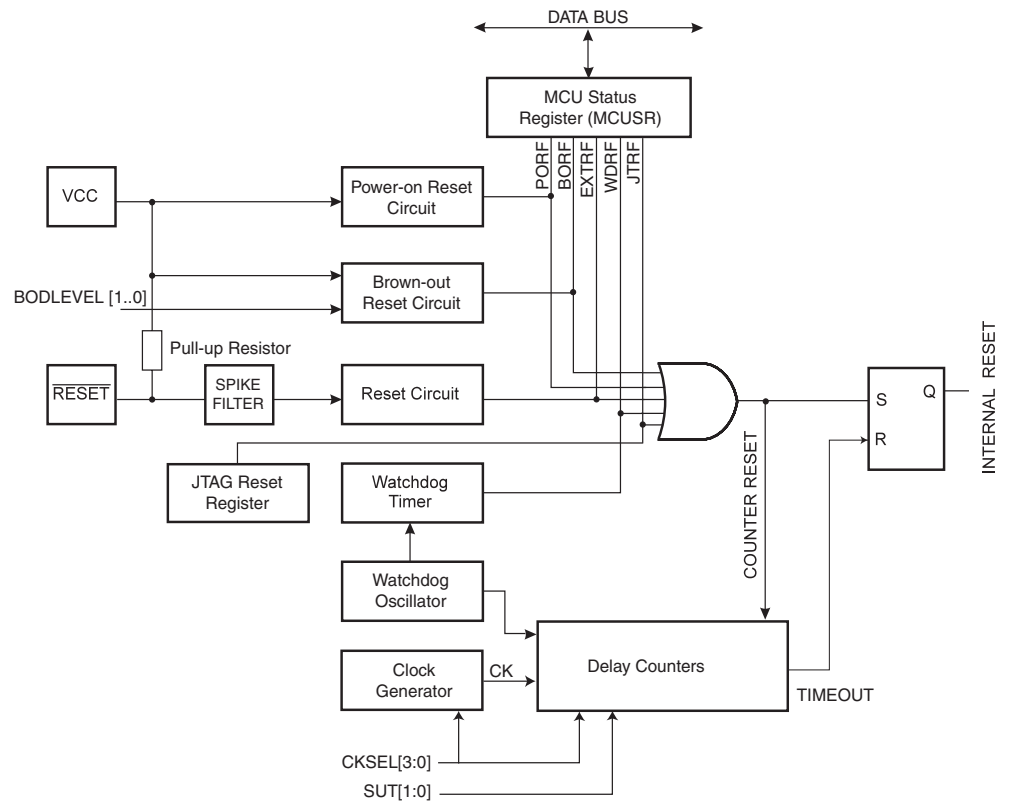 DATA BUS
MCU Status
Register (MCUSR)
PORF
BORF
EXTRF
WDRF
JTRF
VCC
Power-on Reset
Circuit
Brown-out
Reset Circuit
BODLEVEL [1..0]
Pull-up Resistor
RESET
SPIKE
FILTER
Reset Circuit
S
Q
R
INTERNAL RESET
COUNTER RESET
JTAG Reset
Register
Watchdog
Timer
Watchdog
Oscillator
Clock
Generator
CK
Delay Counters
TIMEOUT
CKSEL[3:0]
SUT[1:0]